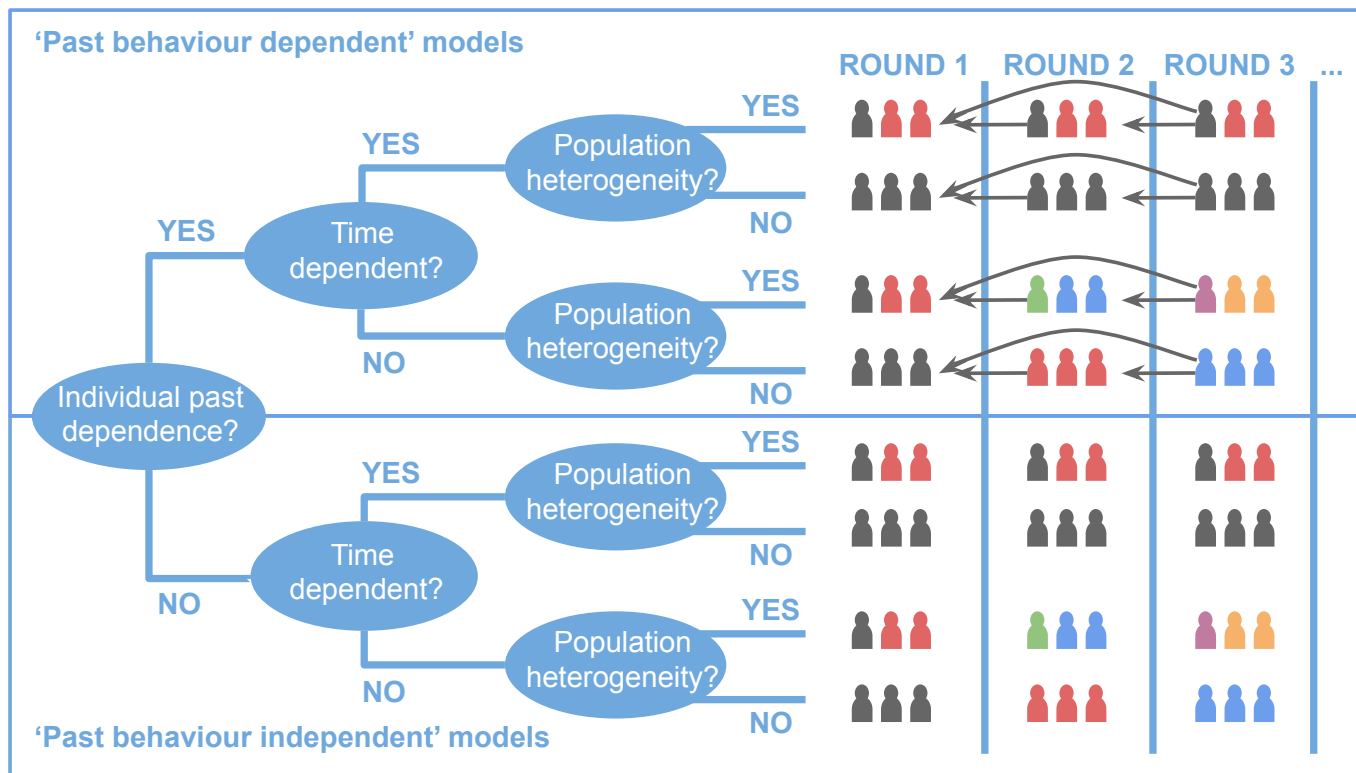 ‘Past behaviour dependent’ models
ROUND 1
ROUND 2
ROUND 3
...
YES
Population
heterogeneity?
NO
YES
Time
dependent?
NO
YES
Population
heterogeneity?
NO
YES
Individual past
dependence?
NO
YES
Population
heterogeneity?
NO
YES
Time
dependent?
NO
YES
Population
heterogeneity?
NO
‘Past behaviour independent’ models